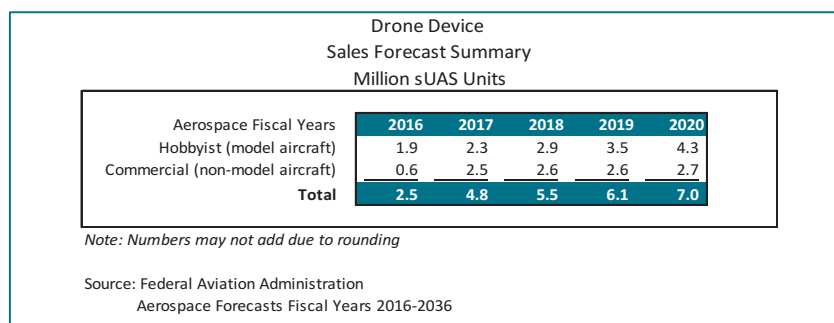 Drone Device
Sales Forecast Summary
Million sUAS Units
Aerospace Fiscal Years 2016 2017 2018 2019 2020
Hobbyist (model aircraft) 1.9 2.3 2.9 3.5 4.3
Commercial (non-model aircraft) 0.6 2.5 2.6 2.6 2.7
Total 2.5 4.8 5.5 6.1 7.0
Note: Numbers may not add due to rounding
Source: Federal Aviation Administration
Aerospace Forecasts Fiscal Years 2016-2036